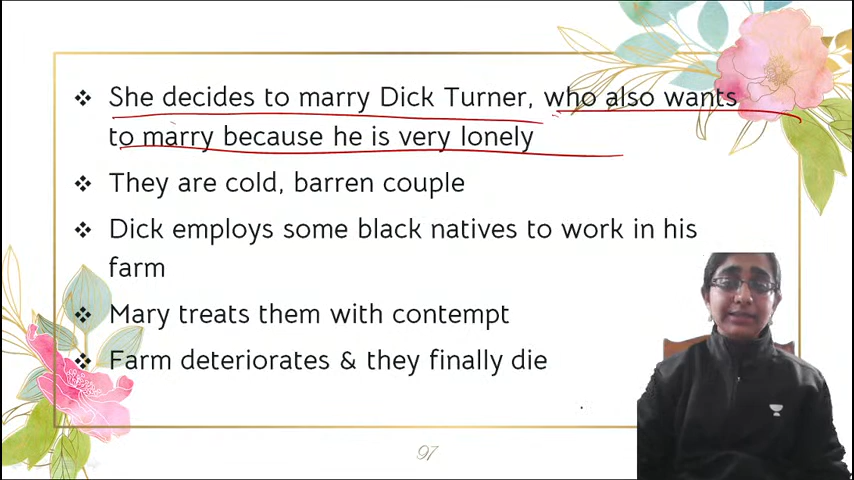 She decides to marry Dick Turner, who also wants
to marry because he is very lonely
They are cold, barren couple
Dick employs some black natives to work in his
farm
Mary treats them with contempt
Farm deteriorates & they finally die
97